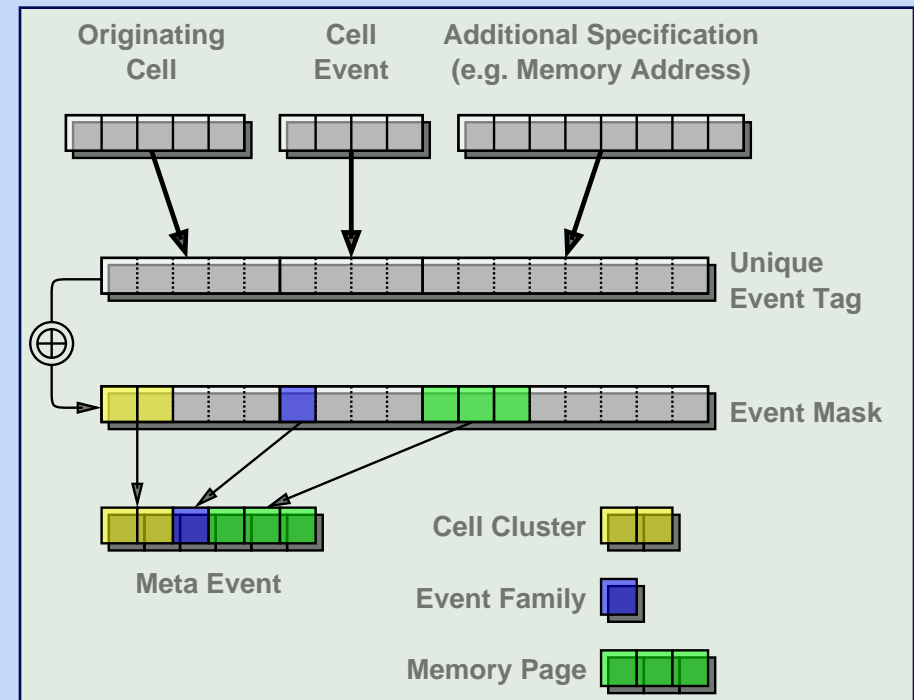 Originating
Cell
Cell
Event
Additional Specification
(e.g. Memory Address)
Unique
Event Tag
Event Mask
Meta Event
Cell Cluster
Event Family
Memory Page